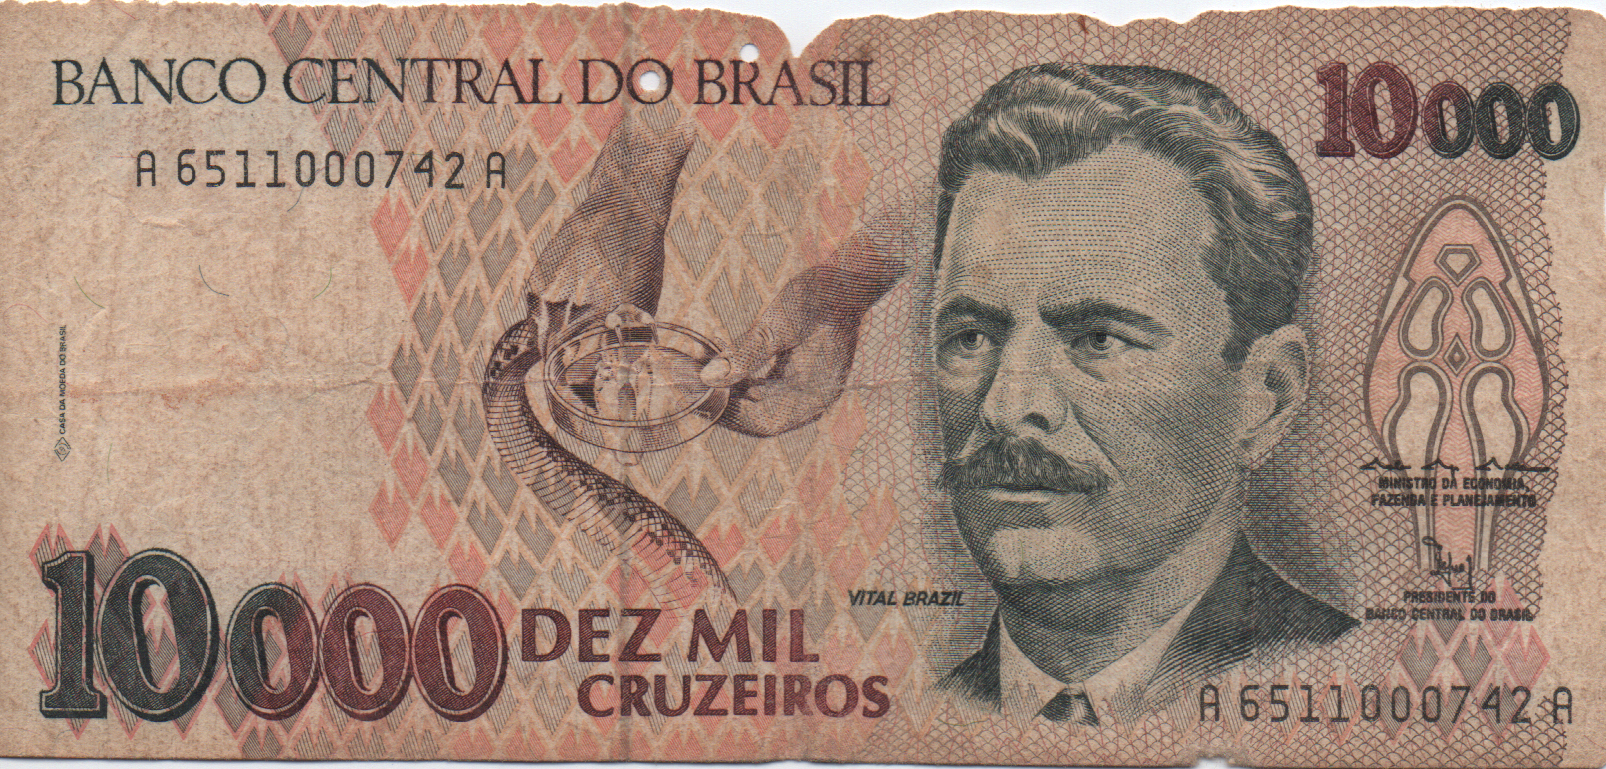 BANCO CENTRAL DO BRASIL
10000
A 6511000742 A
CASA DA MOEDA DO BRASIL
MINISTRO DA ECONOMIA,
FAZENDA E PLANEJAMENTO
VITAL BRAZIL
PRESIDENTE DO
BANCO CENTRAL DO BRASIL
10000
DEZ MIL
CRUZEIROS
A 6511000742 A